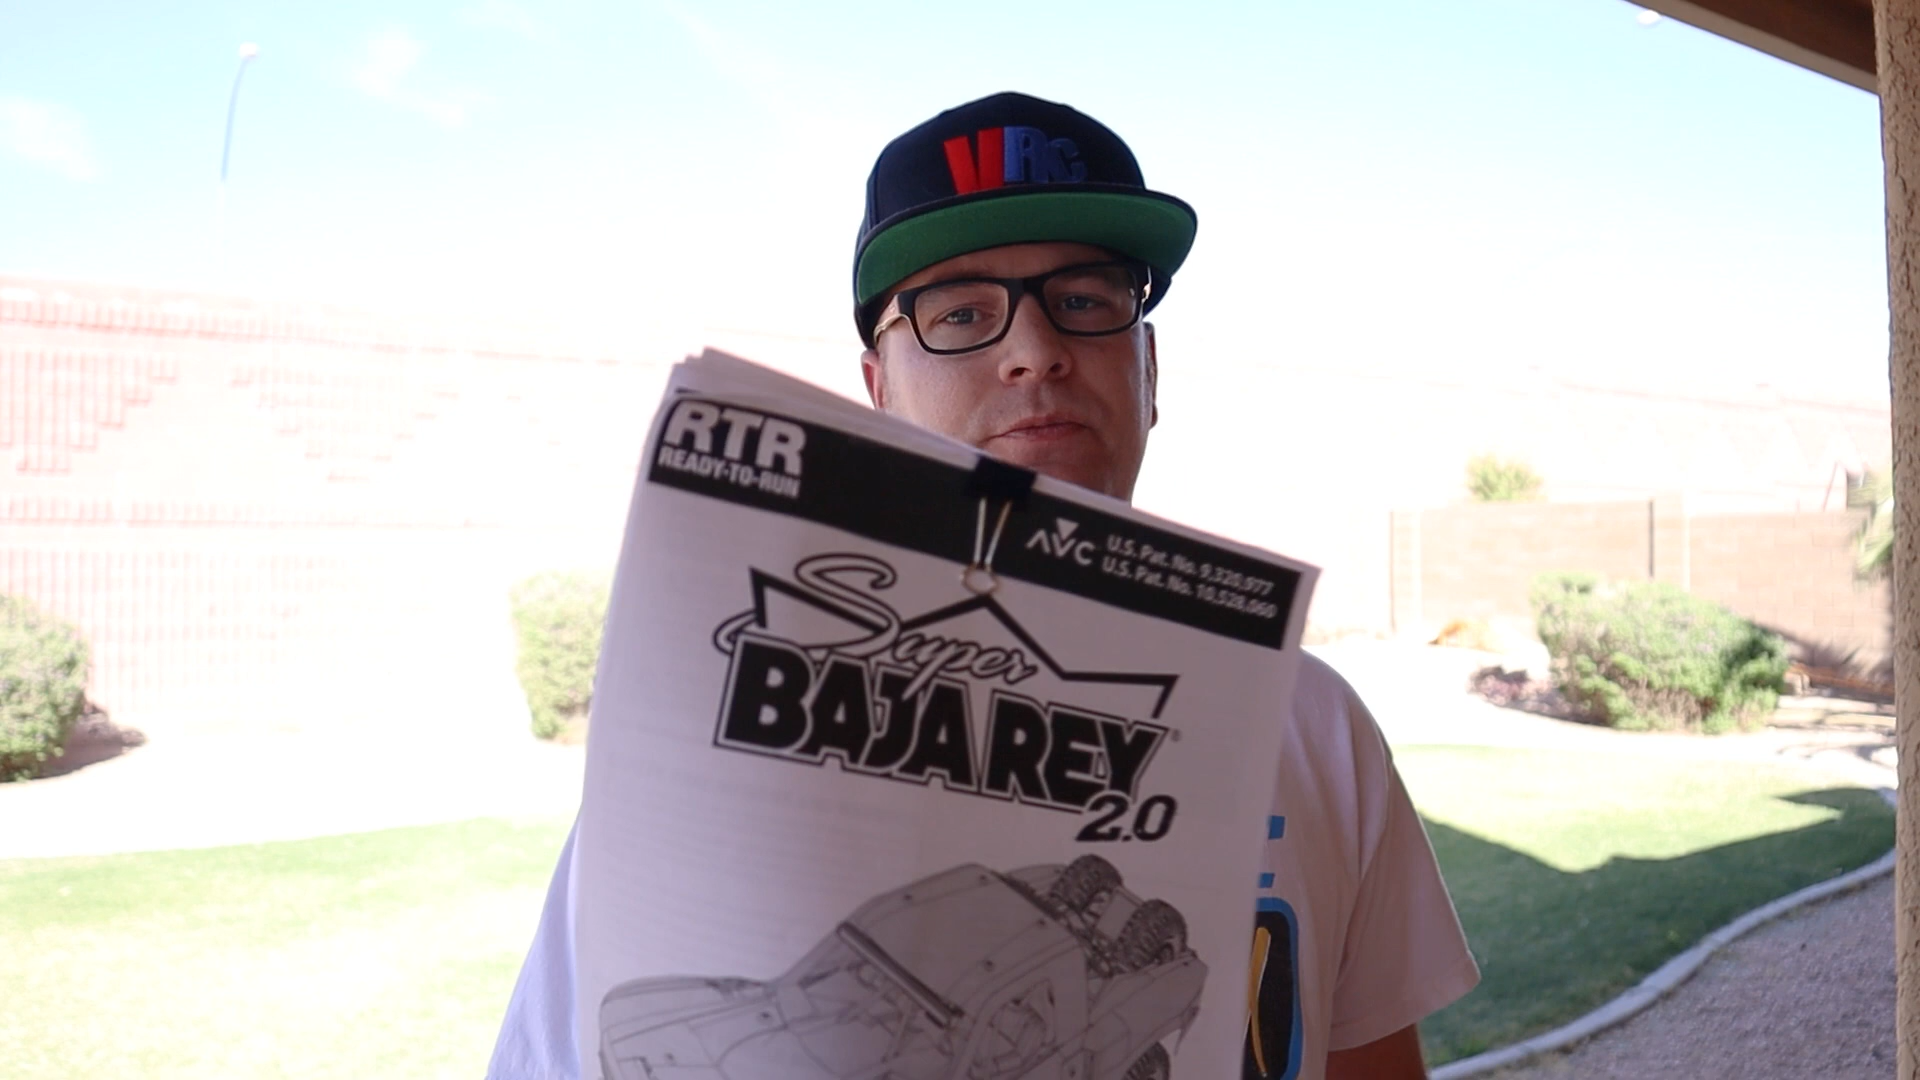 VRC
RTR
READY-TO-RUN
AVC
U.S. Pat. No. 9,320,977
U.S. Pat. No. 10,528,060
Super
BAJA REY
®
2.0